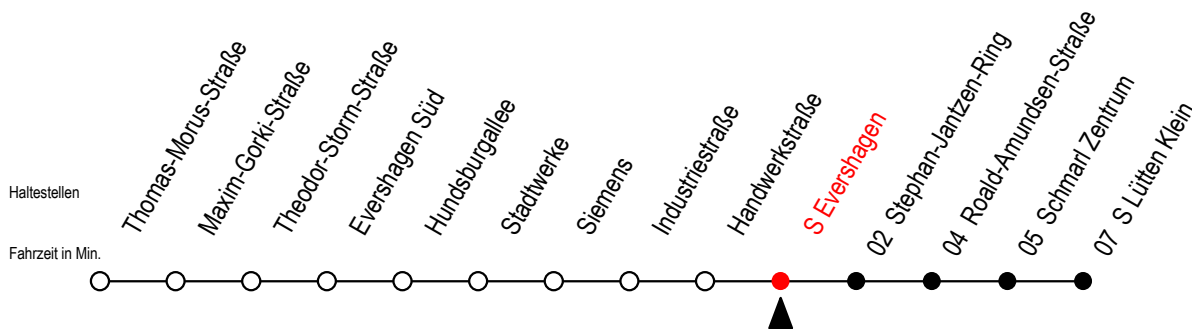 Haltestellen
Fahrzeit in Min.
Thomas-Morus-Straße
Maxim-Gorki-Straße
Theodor-Storm-Straße
Evershagen Süd
Hundsburgallee
Stadtwerke
Siemens
Industriestraße
Handwerkstraße
S Evershagen
02 Stephan-Jantzen-Ring
04 Roald-Amundsen-Straße
05 Schmarl Zentrum
07 S Lütten Klein